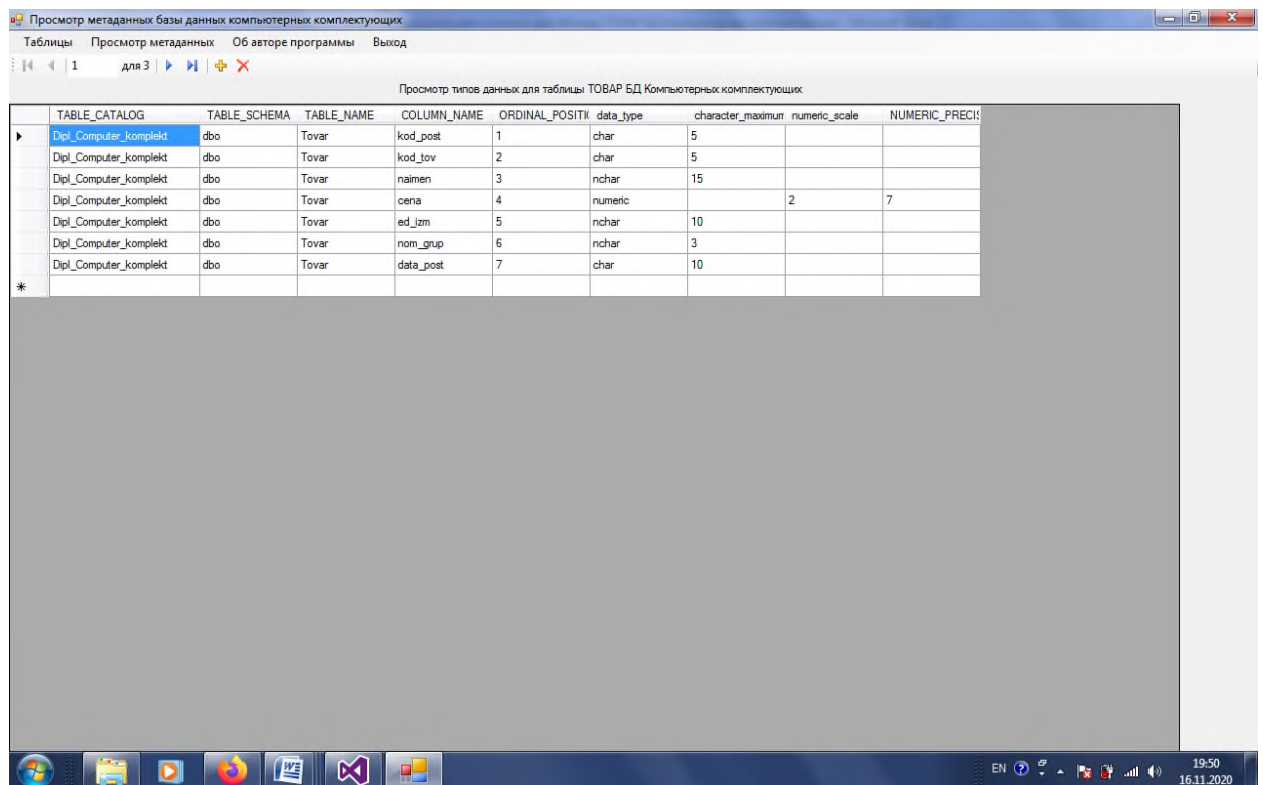 Просмотр метаданных базы данных компьютерных комплектующих
Таблицы Просмотр метаданных Об авторе программы Выход
1 для 3
Просмотр типов данных для таблицы ТОВАР БД Компьютерных комплектующих
TABLE_CATALOG TABLE_SCHEMA TABLE_NAME COLUMN_NAME ORDINAL_POSITI data_type character_maximum numeric_scale NUMERIC_PRECIS
Dipl_Computer_komplekt dbo Tovar kod_post 1 char 5
Dipl_Computer_komplekt dbo Tovar kod_tov 2 char 5
Dipl_Computer_komplekt dbo Tovar naimen 3 nchar 15
Dipl_Computer_komplekt dbo Tovar cena 4 numeric 2 7
Dipl_Computer_komplekt dbo Tovar ed_izm 5 nchar 10
Dipl_Computer_komplekt dbo Tovar nom_grup 6 nchar 3
Dipl_Computer_komplekt dbo Tovar data_post 7 char 10
EN 19:50
16.11.2020